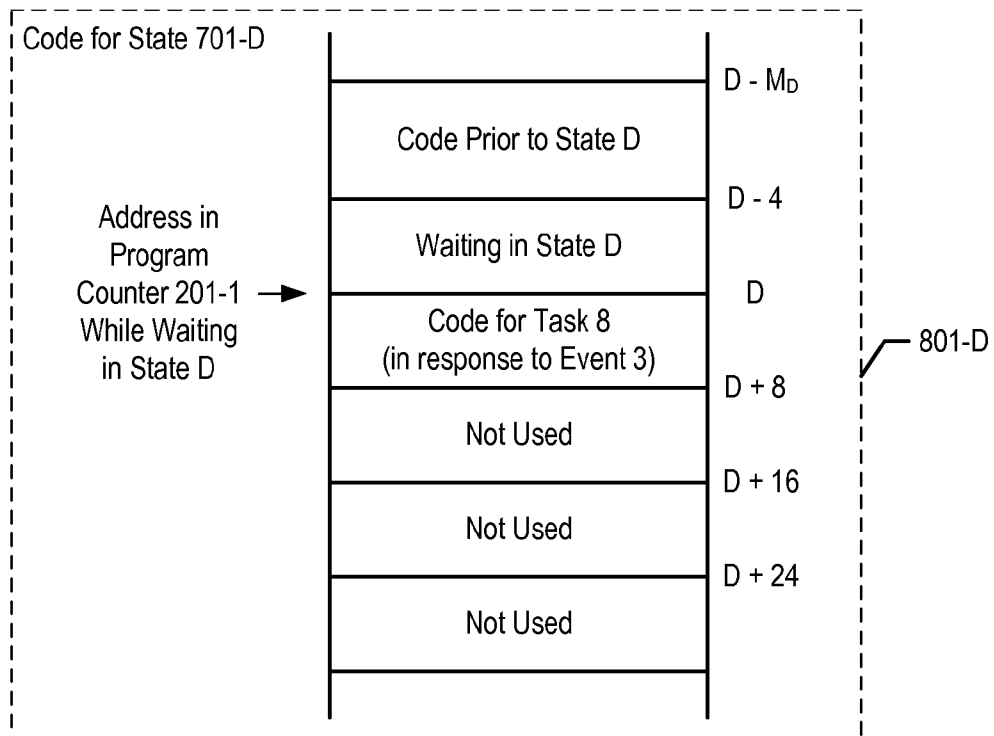 Code for State 701-D
D - MD
Code Prior to State D
D - 4
Address in
Program
Counter 201-1
While Waiting
in State D
Waiting in State D
D
Code for Task 8
(in response to Event 3)
801-D
D + 8
Not Used
D + 16
Not Used
D + 24
Not Used